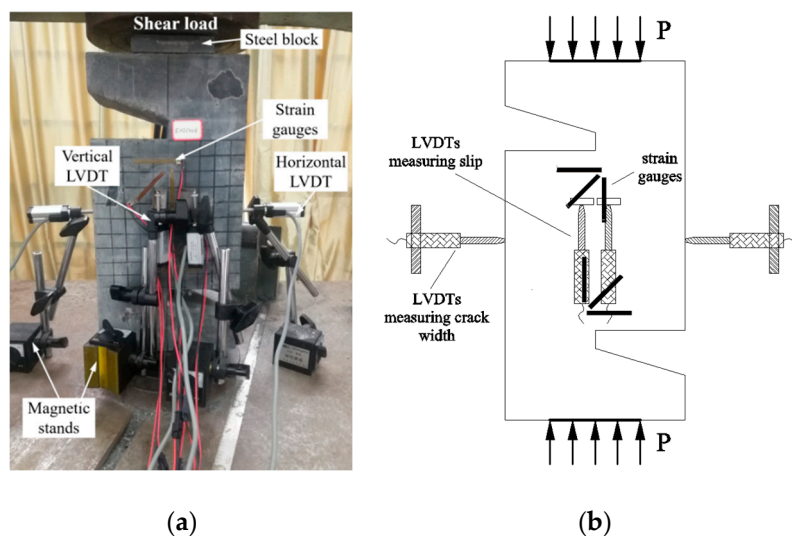 Shear load
Steel block
Strain
gauges
Vertical
LVDT
Horizontal
LVDT
Magnetic
stands
P
LVDTs
measuring slip
strain
gauges
LVDTs
measuring crack
width
P
(a)
(b)